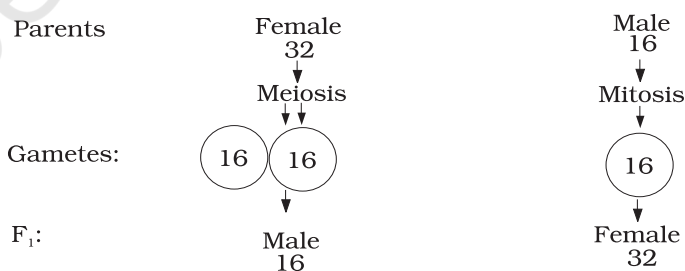 Parents Female Male
32 16
Meiosis Mitosis
Gametes: 16 16 16
F₁: Male Female
16 32